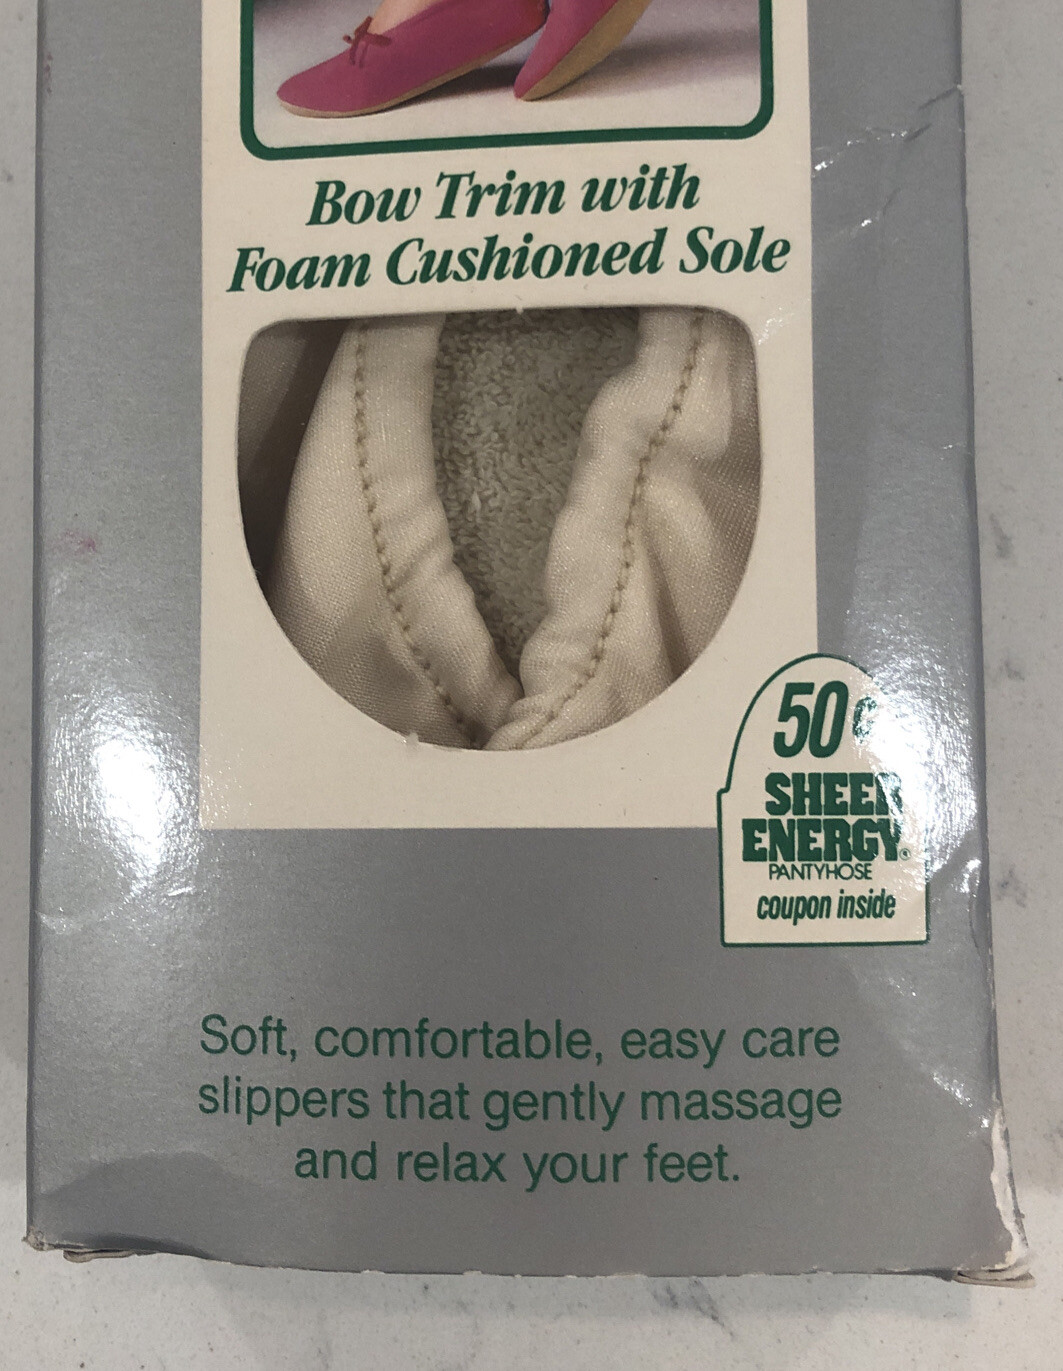 Bow Trim with
Foam Cushioned Sole
50¢
SHEER
ENERGY®
PANTYHOSE
coupon inside
Soft, comfortable, easy care
slippers that gently massage
and relax your feet.